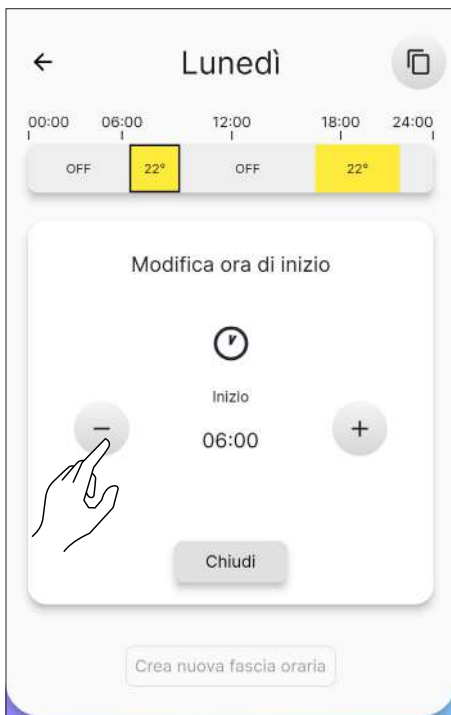 Lunedì
00:00 06:00 12:00 18:00 24:00
OFF 22° OFF 22°
Modifica ora di inizio
Inizio
06:00
Chiudi
Crea nuova fascia oraria